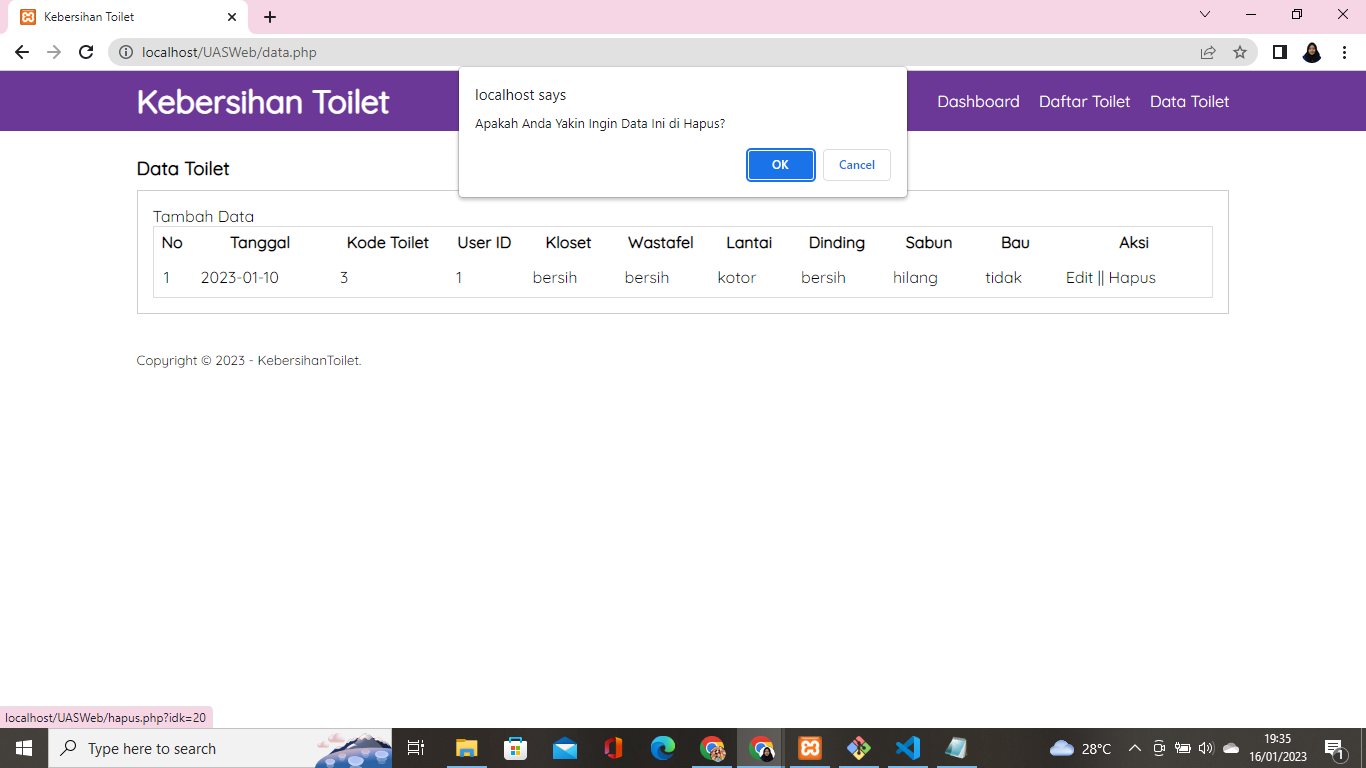 Kebersihan Toilet
localhost/UASWeb/data.php
localhost says
Apakah Anda Yakin Ingin Data Ini di Hapus?
OK Cancel
Kebersihan Toilet Dashboard Daftar Toilet Data Toilet
Data Toilet
Tambah Data
No Tanggal Kode Toilet User ID Kloset Wastafel Lantai Dinding Sabun Bau Aksi
1 2023-01-10 3 1 bersih bersih kotor bersih hilang tidak Edit || Hapus
Copyright © 2023 - KebersihanToilet.
localhost/UASWeb/hapus.php?idk=20
Type here to search
28°C
19:35
16/01/2023
1